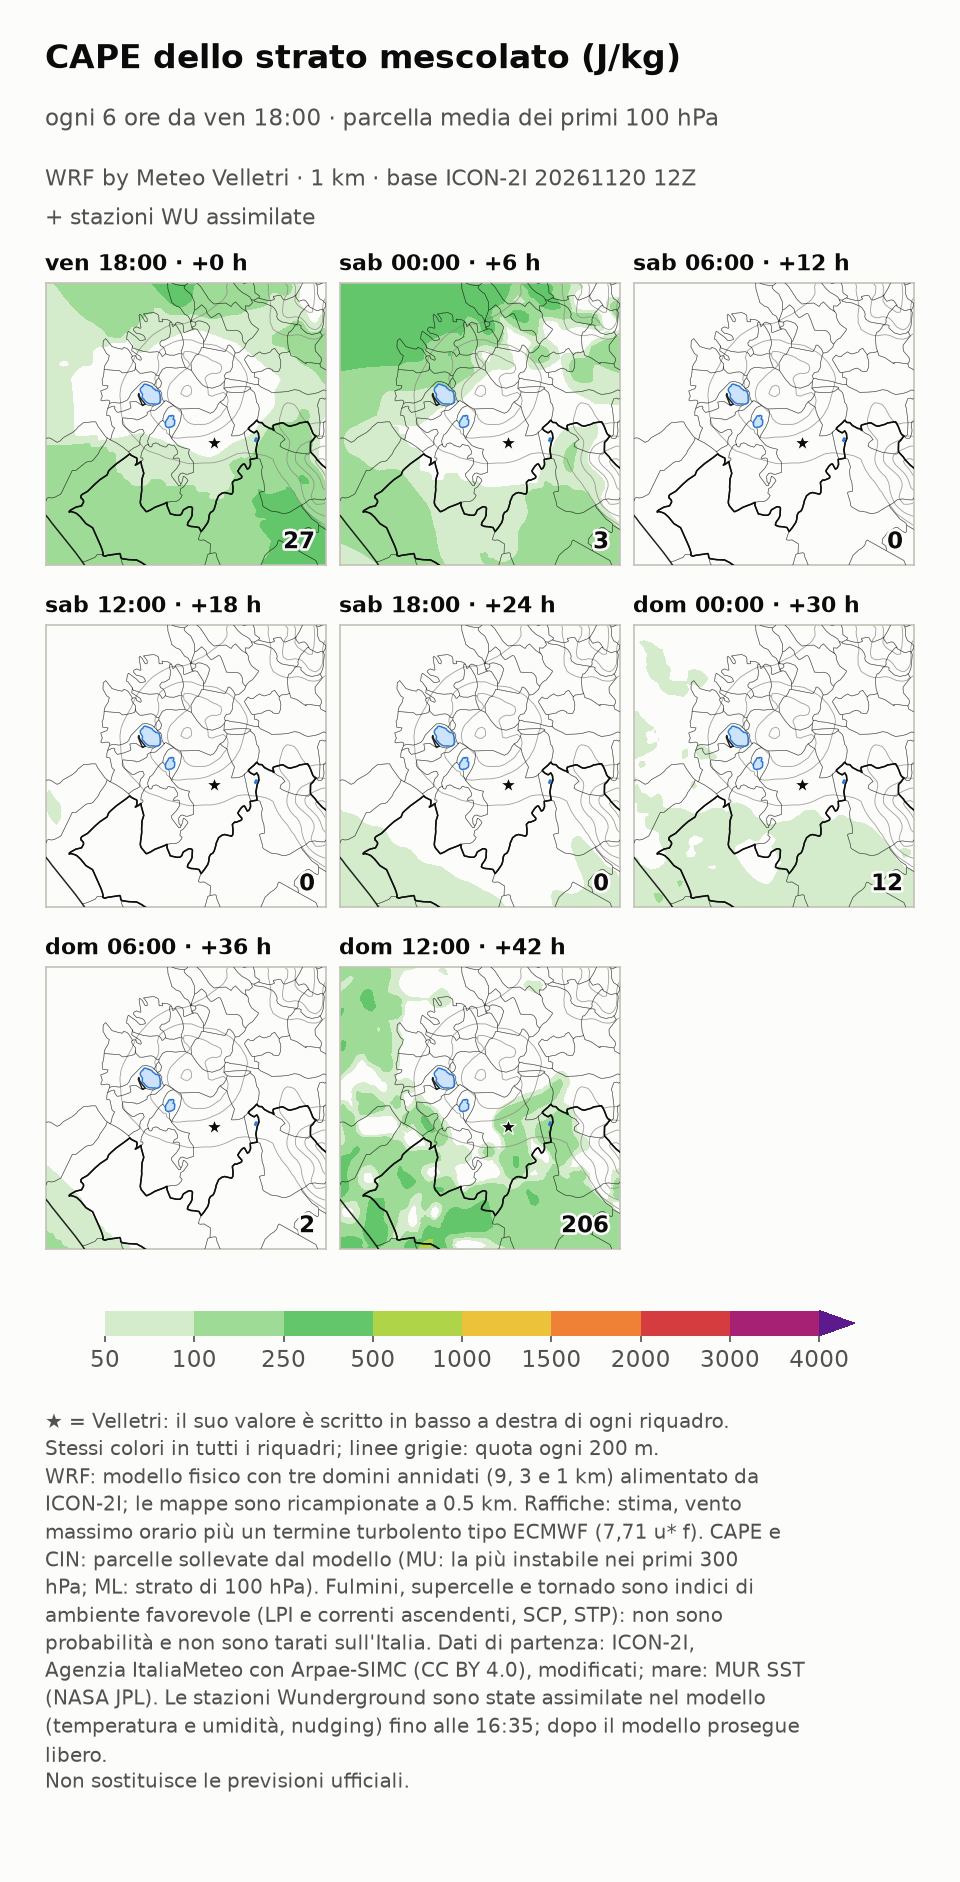 CAPE dello strato mescolato (J/kg)
ogni 6 ore da ven 18:00 · parcella media dei primi 100 hPa
WRF by Meteo Velletri · 1 km · base ICON-2I 20261120 12Z
+ stazioni WU assimilate
ven 18:00 · +0 h
sab 00:00 · +6 h
sab 06:00 · +12 h
27
3
0
sab 12:00 · +18 h
sab 18:00 · +24 h
dom 00:00 · +30 h
0
0
12
dom 06:00 · +36 h
dom 12:00 · +42 h
2
206
50 100 250 500 1000 1500 2000 3000 4000
★ = Velletri: il suo valore è scritto in basso a destra di ogni riquadro.
Stessi colori in tutti i riquadri; linee grigie: quota ogni 200 m.
WRF: modello fisico con tre domini annidati (9, 3 e 1 km) alimentato da
ICON-2I; le mappe sono ricampionate a 0.5 km. Raffiche: stima, vento
massimo orario più un termine turbolento tipo ECMWF (7,71 u* f). CAPE e
CIN: parcelle sollevate dal modello (MU: la più instabile nei primi 300
hPa; ML: strato di 100 hPa). Fulmini, supercelle e tornado sono indici di
ambiente favorevole (LPI e correnti ascendenti, SCP, STP): non sono
probabilità e non sono tarati sull'Italia. Dati di partenza: ICON-2I,
Agenzia ItaliaMeteo con Arpae-SIMC (CC BY 4.0), modificati; mare: MUR SST
(NASA JPL). Le stazioni Wunderground sono state assimilate nel modello
(temperatura e umidità, nudging) fino alle 16:35; dopo il modello prosegue
libero.
Non sostituisce le previsioni ufficiali.